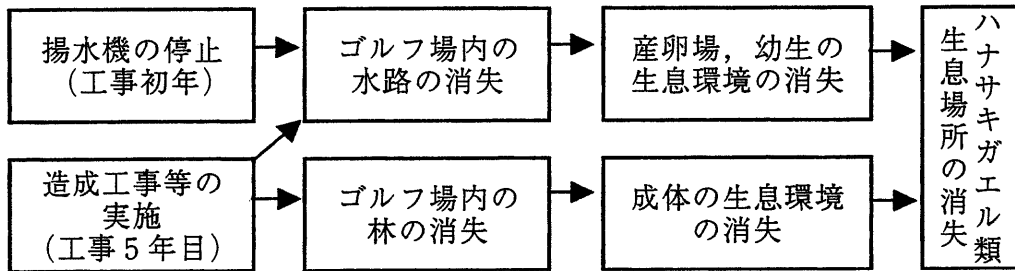 揚水機の停止
（工事初年）
ゴルフ場内の
水路の消失
産卵場，幼生の
生息環境の消失
造成工事等の
実施
（工事５年目）
ゴルフ場内の
林の消失
成体の生息環境
の消失
ハナサキガエル類
生息場所の消失